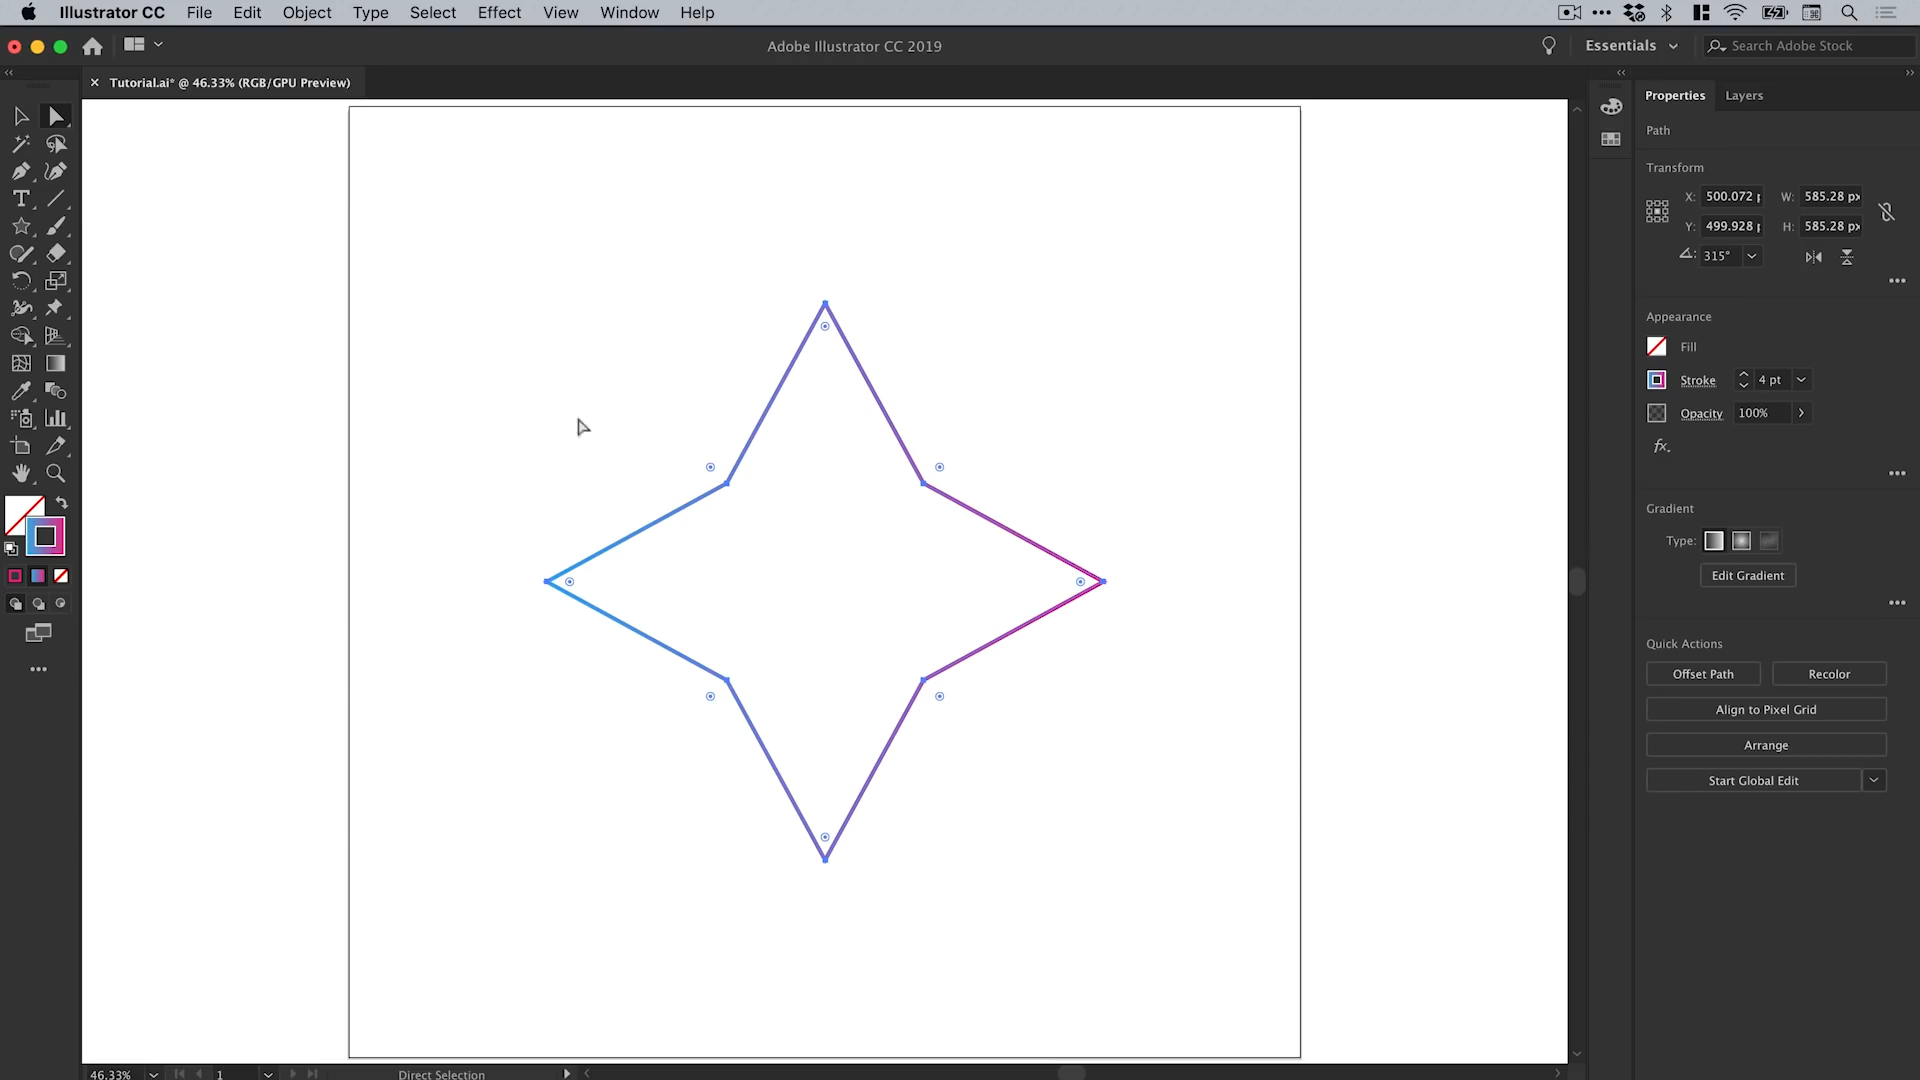 Illustrator CC File Edit Object Type Select Effect View Window Help
Adobe Illustrator CC 2019
Essentials
Search Adobe Stock
Tutorial.ai* @ 46.33% (RGB/GPU Preview)
Properties Layers
Path
Transform
X: 500.072 W: 585.28 px
Y: 499.928 H: 585.28 px
315°
Appearance
Fill
Stroke 4 pt
Opacity 100%
fx.
Gradient
Type:
Edit Gradient
Quick Actions
Offset Path Recolor
Align to Pixel Grid
Arrange
Start Global Edit
46.33% 1 Direct Selection